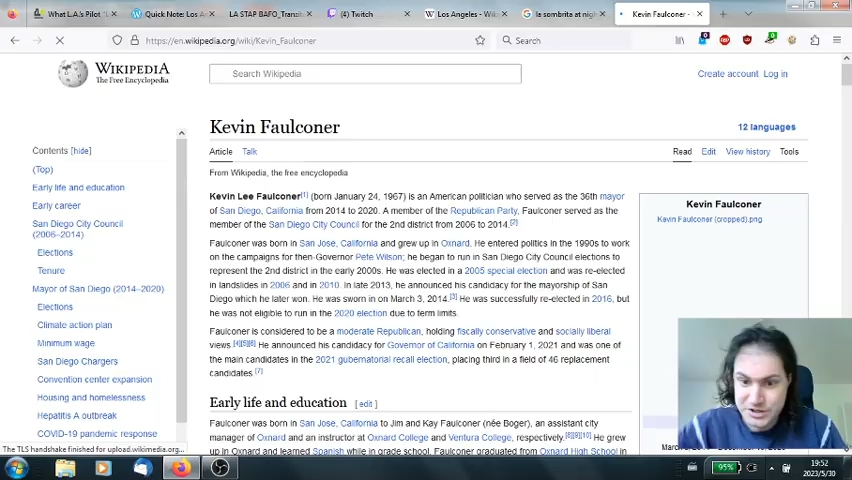 What L.A.'s Pilot '
Quick Note: Los A
LA STAP BAFO_Transit
(4) Twitch
Los Angeles - Wiki
la sombrita at nigh
Kevin Faulconer -
https://en.wikipedia.org/wiki/Kevin_Faulconer
Search
WIKIPEDIA
The Free Encyclopedia
Search Wikipedia
Create account Log in
Kevin Faulconer
12 languages
Article Talk
Read Edit View history Tools
From Wikipedia, the free encyclopedia
Contents [hide]
(Top)
Early life and education
Early career
San Diego City Council
(2006–2014)
Elections
Tenure
Mayor of San Diego (2014–2020)
Elections
Climate action plan
Minimum wage
San Diego Chargers
Convention center expansion
Housing and homelessness
Hepatitis A outbreak
COVID-19 pandemic response
Kevin Lee Faulconer[1] (born January 24, 1967) is an American politician who served as the 36th mayor
of San Diego, California from 2014 to 2020. A member of the Republican Party, Faulconer served as the
member of the San Diego City Council for the 2nd district from 2006 to 2014.[2]
Faulconer was born in San Jose, California and grew up in Oxnard. He entered politics in the 1990s to work
on the campaigns for then-Governor Pete Wilson; he began to run in San Diego City Council elections to
represent the 2nd district in the early 2000s. He was elected in a 2005 special election and was re-elected
in landslides in 2006 and in 2010. In late 2013, he announced his candidacy for the mayorship of San
Diego which he later won. He was sworn in on March 3, 2014.[3] He was successfully re-elected in 2016, but
he was not eligible to run in the 2020 election due to term limits.
Faulconer is considered to be a moderate Republican, holding fiscally conservative and socially liberal
views.[4][5][6] He announced his candidacy for Governor of California on February 1, 2021 and was one of
the main candidates in the 2021 gubernatorial recall election, placing third in a field of 46 replacement
candidates.[7]
Early life and education [ edit ]
Faulconer was born in San Jose, California to Jim and Kay Faulconer (née Boger), an assistant city
manager of Oxnard and an instructor at Oxnard College and Ventura College, respectively.[8][9][10] He grew
up in Oxnard and learned Spanish while in grade school. Faulconer graduated from Oxnard High School in
Kevin Faulconer
Kevin Faulconer (cropped).png
The TLS handshake finished for upload.wikimedia.org...
95%
19:52
2023/5/30